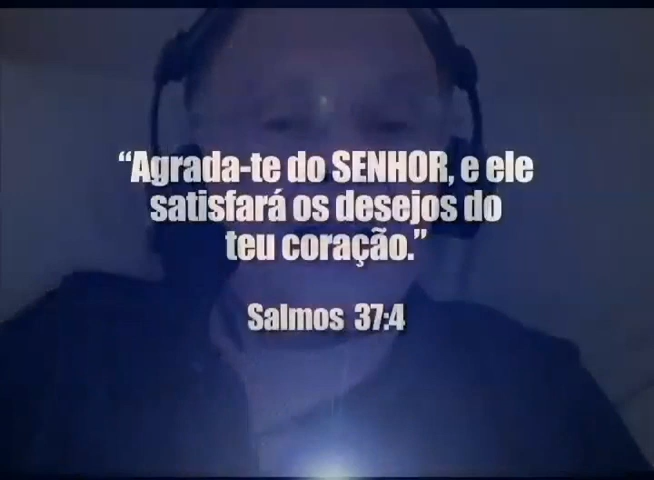 “Agrada-te do SENHOR, e ele
satisfará os desejos do
teu coração.”
Salmos 37:4